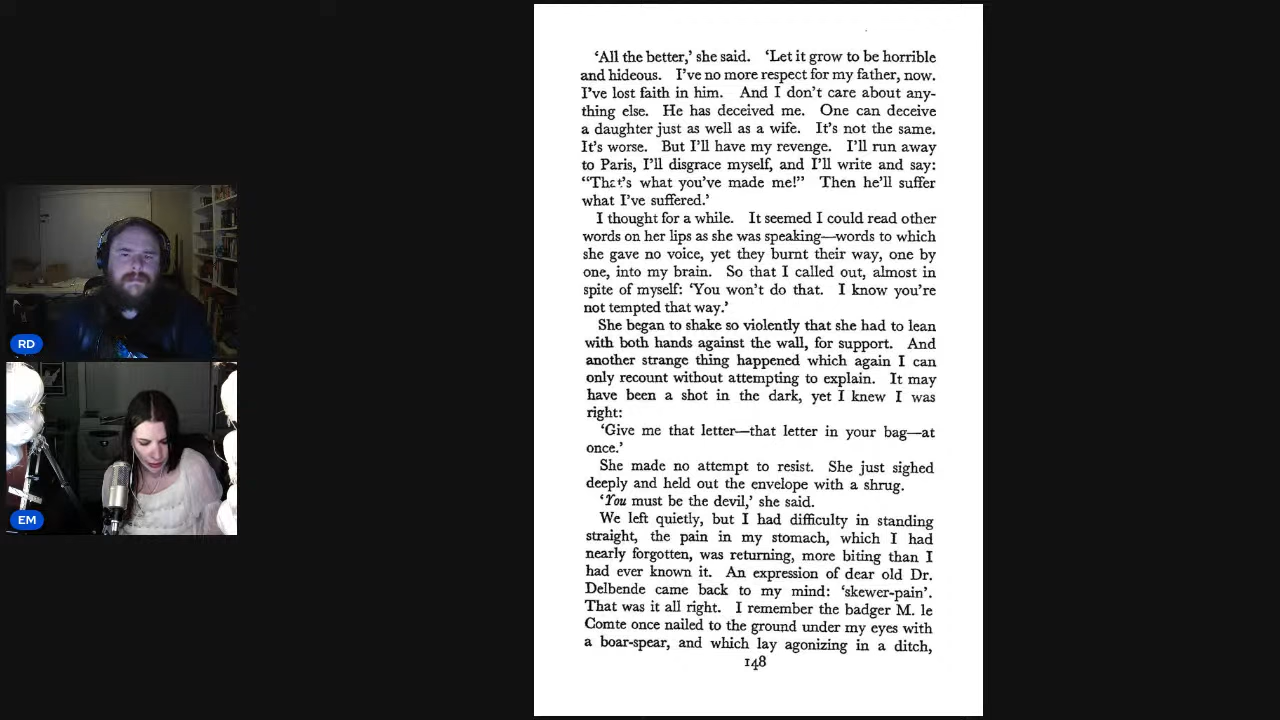 ‘All the better,’ she said. ‘Let it grow to be horrible
and hideous. I’ve no more respect for my father, now.
I’ve lost faith in him. And I don’t care about any-
thing else. He has deceived me. One can deceive
a daughter just as well as a wife. It’s not the same.
It’s worse. But I’ll have my revenge. I’ll run away
to Paris, I’ll disgrace myself, and I’ll write and say:
“That’s what you’ve made me!” Then he’ll suffer
what I’ve suffered.’
I thought for a while. It seemed I could read other
words on her lips as she was speaking—words to which
she gave no voice, yet they burnt their way, one by
one, into my brain. So that I called out, almost in
spite of myself: ‘You won’t do that. I know you’re
not tempted that way.’
She began to shake so violently that she had to lean
with both hands against the wall, for support. And
another strange thing happened which again I can
only recount without attempting to explain. It may
have been a shot in the dark, yet I knew I was
right:
‘Give me that letter—that letter in your bag—at
once.’
She made no attempt to resist. She just sighed
deeply and held out the envelope with a shrug.
‘You must be the devil,’ she said.
We left quietly, but I had difficulty in standing
straight, the pain in my stomach, which I had
nearly forgotten, was returning, more biting than I
had ever known it. An expression of dear old Dr.
Delbende came back to my mind: ‘skewer-pain’.
That was it all right. I remember the badger M. le
Comte once nailed to the ground under my eyes with
a boar-spear, and which lay agonizing in a ditch,
148
RD
EM